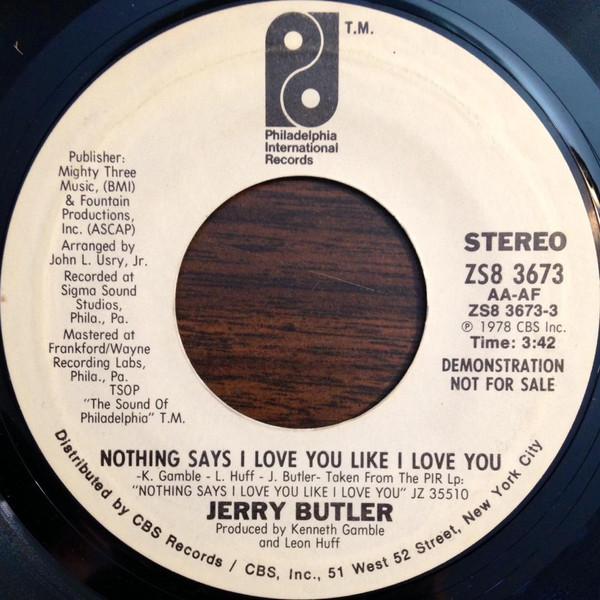 T.M.
Philadelphia
International
Records
Publisher:
Mighty Three
Music, (BMI)
& Fountain
Productions,
Inc. (ASCAP)
Arranged by
John L. Usry, Jr.
Recorded at
Sigma Sound
Studios,
Phila., Pa.
Mastered at
Frankford/Wayne
Recording Labs,
Phila., Pa.
TSOP
"The Sound Of
Philadelphia" T.M.
STEREO
ZS8 3673
AA-AF
ZS8 3673-3
℗ 1978 CBS Inc.
Time: 3:42
DEMONSTRATION
NOT FOR SALE
NOTHING SAYS I LOVE YOU LIKE I LOVE YOU
-K. Gamble - L. Huff - J. Butler- Taken From The PIR Lp:
"NOTHING SAYS I LOVE YOU LIKE I LOVE YOU" JZ 35510
JERRY BUTLER
Produced by Kenneth Gamble
and Leon Huff
Distributed by CBS Records / CBS, Inc., 51 West 52 Street, New York City